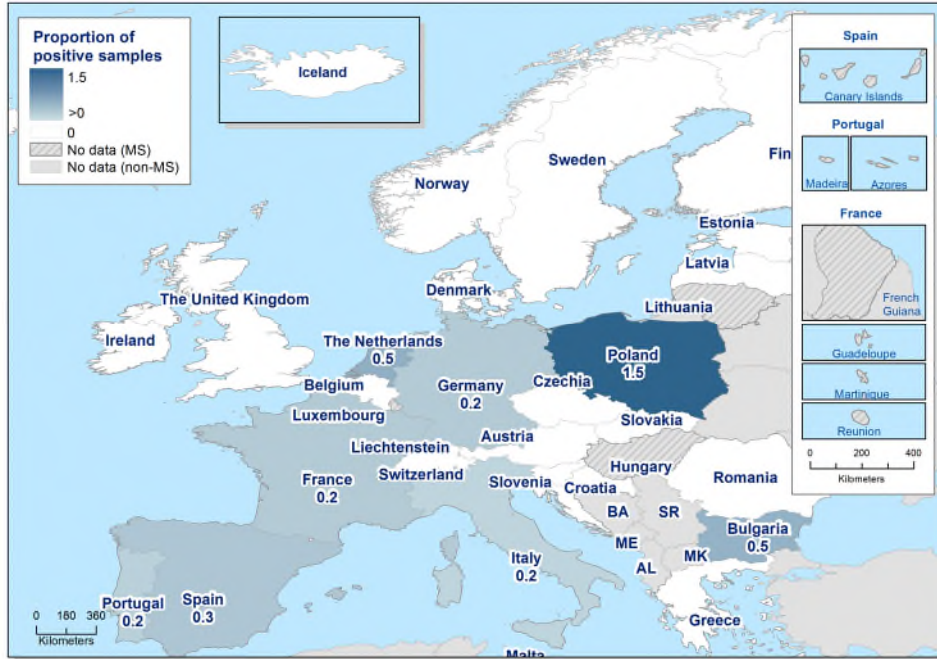 Proportion of
positive samples
1.5
>0
0
No data (MS)
No data (non-MS)
Iceland
Spain
Canary Islands
Portugal
Madeira
Azores
France
French
Guiana
Guadeloupe
Martinique
Reunion
0 200 400
Kilometers
Norway
Sweden
Fin
Estonia
Latvia
Lithuania
Denmark
The United Kingdom
Ireland
The Netherlands
0.5
Belgium
Luxembourg
Germany
0.2
Poland
1.5
Czechia
Slovakia
Liechtenstein
Austria
Switzerland
Slovenia
Hungary
Romania
France
0.2
Croatia
BA
SR
Bulgaria
0.5
ME
MK
AL
Italy
0.2
Portugal
0.2
Spain
0.3
Greece
Malta
0 160 360
Kilometers